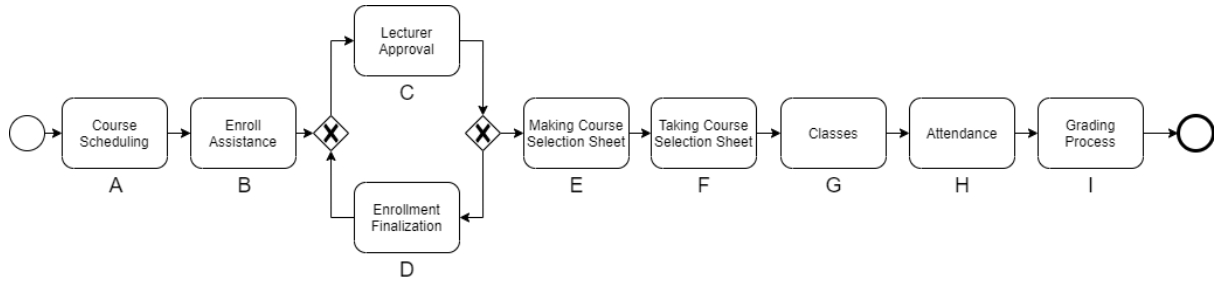 Lecturer
Approval
C
Course
Scheduling
A
Enroll
Assistance
B
Making Course
Selection Sheet
E
Taking Course
Selection Sheet
F
Classes
G
Attendance
H
Grading
Process
I
Enrollment
Finalization
D